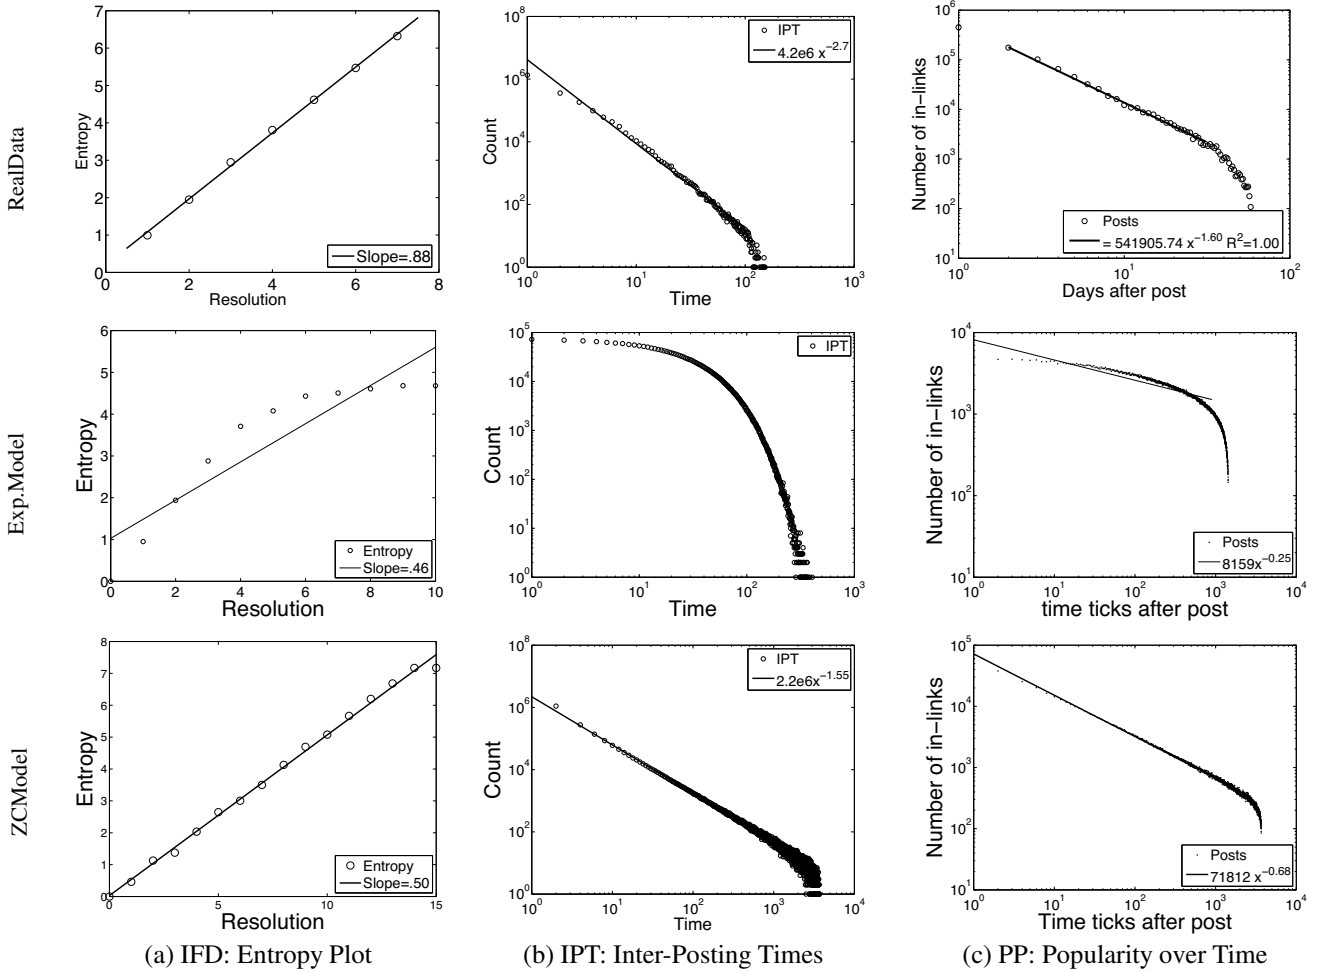 RealData
7
6
5
4
3
2
1
0
Entropy
0 2 4 6 8
Resolution
Slope=.88
10^8
10^6
10^4
10^2
10^0
Count
10^0 10^1 10^2 10^3
Time
IPT
4.2e6 x^−2.7
10^6
10^5
10^4
10^3
10^2
10^1
Number of in−links
10^0 10^1 10^2
Days after post
Posts
= 541905.74 x^−1.60 R^2=1.00
Exp.Model
6
5
4
3
2
1
0
Entropy
0 2 4 6 8 10
Resolution
Entropy
Slope=.46
10^5
10^4
10^3
10^2
10^1
10^0
Count
10^0 10^1 10^2 10^3
Time
IPT
10^4
10^3
10^2
10^1
Number of in−links
10^0 10^1 10^2 10^3 10^4
time ticks after post
Posts
8159x^−0.25
ZCModel
8
7
6
5
4
3
2
1
0
Entropy
0 5 10 15
Resolution
Entropy
Slope=.50
10^8
10^6
10^4
10^2
10^0
Count
10^0 10^1 10^2 10^3 10^4
Time
IPT
2.2e6x^−1.55
10^5
10^4
10^3
10^2
10^1
Number of in−links
10^0 10^1 10^2 10^3 10^4
Time ticks after post
Posts
71812 x^−0.68
(a) IFD: Entropy Plot
(b) IPT: Inter-Posting Times
(c) PP: Popularity over Time